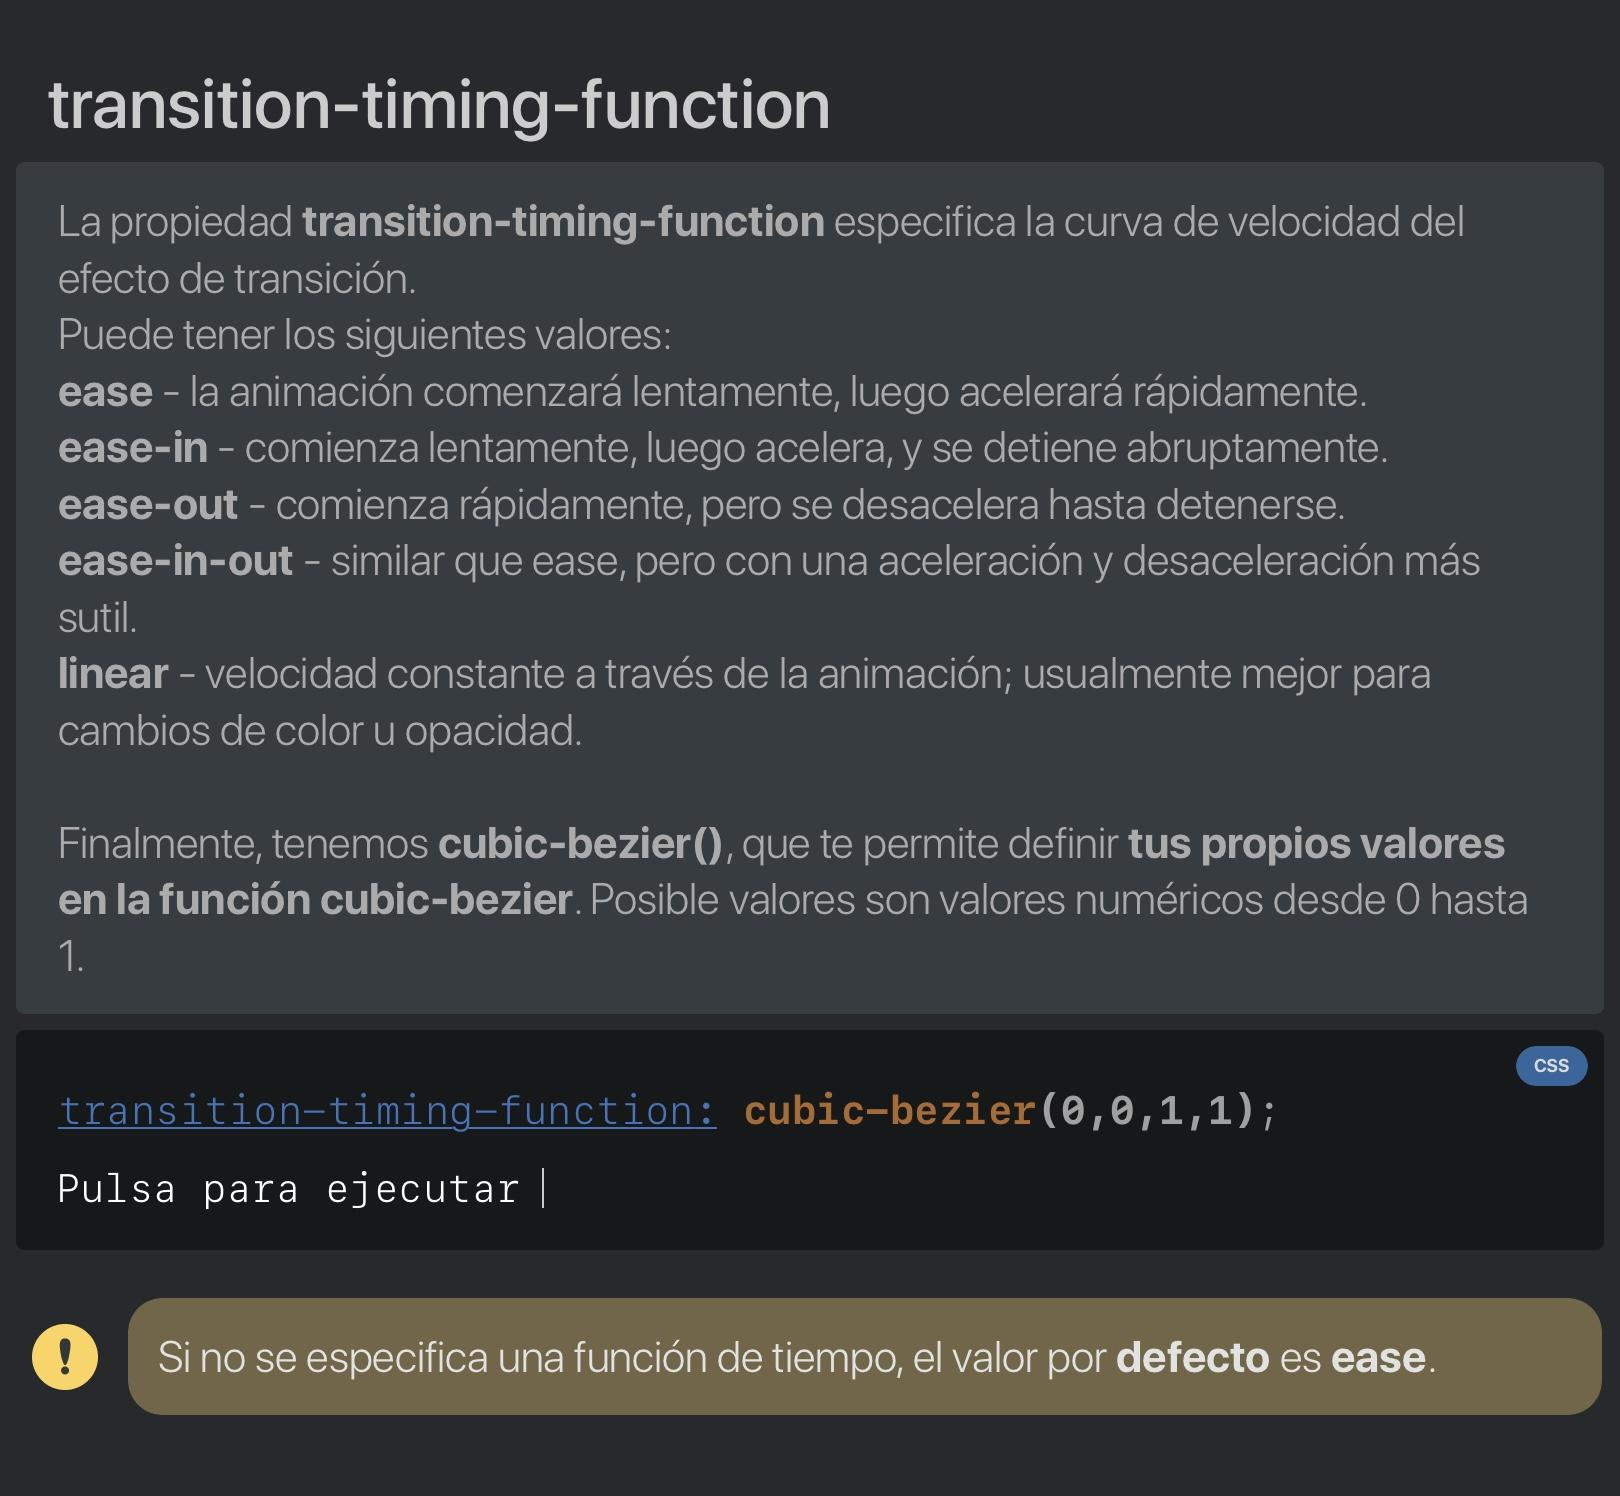 transition-timing-function
La propiedad transition-timing-function especifica la curva de velocidad del
efecto de transición.
Puede tener los siguientes valores:
ease - la animación comenzará lentamente, luego acelerará rápidamente.
ease-in - comienza lentamente, luego acelera, y se detiene abruptamente.
ease-out - comienza rápidamente, pero se desacelera hasta detenerse.
ease-in-out - similar que ease, pero con una aceleración y desaceleración más
sutil.
linear - velocidad constante a través de la animación; usualmente mejor para
cambios de color u opacidad.
Finalmente, tenemos cubic-bezier(), que te permite definir tus propios valores
en la función cubic-bezier. Posible valores son valores numéricos desde 0 hasta
1.
CSS
transition-timing-function: cubic-bezier(0,0,1,1);
Pulsa para ejecutar
Si no se especifica una función de tiempo, el valor por defecto es ease.